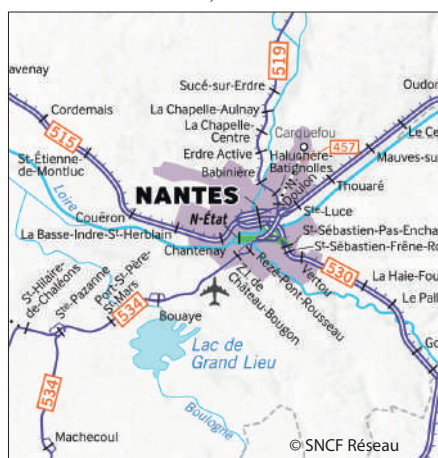 519
avenay
Sucé-sur-Erdre
Oudon
Cordemais
La Chapelle-Aulnay
La Chapelle-
Centre
Carquefou
457
Le Ce
515
Erdre Active
Haluchère-
Batignolles
Mauves-su
St-Étienne-
de-Montluc
Babinière
Thouaré
NANTES
Doulon
Loire
N-État
Ste-Luce
Couëron
St-Sébastien-Pas-Encha
La Basse-Indre-St-Herblain
St-Sébastien-Frêne-Ro
Chantenay
Vertou
530
Rezé-Pont-Rousseau
La Haie-Fou
St-Hilaire-
de-Chaléons
Ste-Pazanne
Port-St-Père-
St-Mars
Z.I. de
Château-Bougon
Le Pal
534
Bouaye
Go
Lac de
Grand Lieu
534
Boulogne
Machecoul
© SNCF Réseau